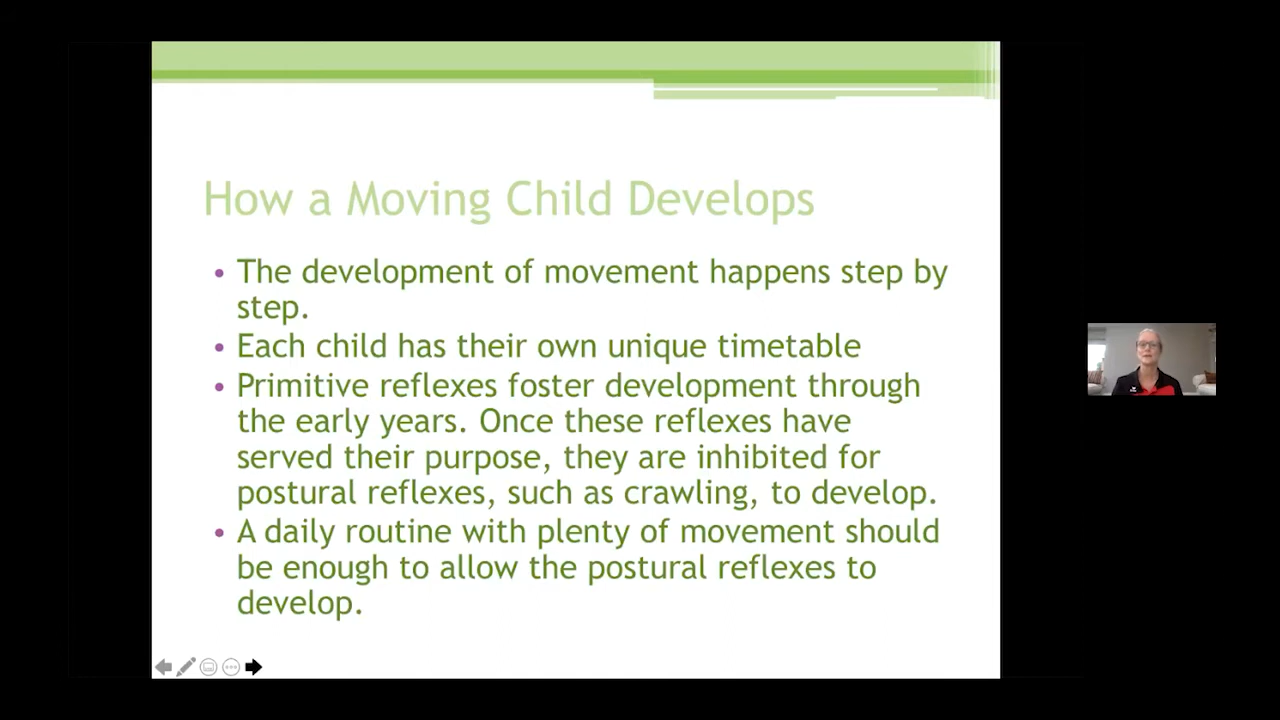 How a Moving Child Develops
• The development of movement happens step by
step.
• Each child has their own unique timetable
• Primitive reflexes foster development through
the early years. Once these reflexes have
served their purpose, they are inhibited for
postural reflexes, such as crawling, to develop.
• A daily routine with plenty of movement should
be enough to allow the postural reflexes to
develop.